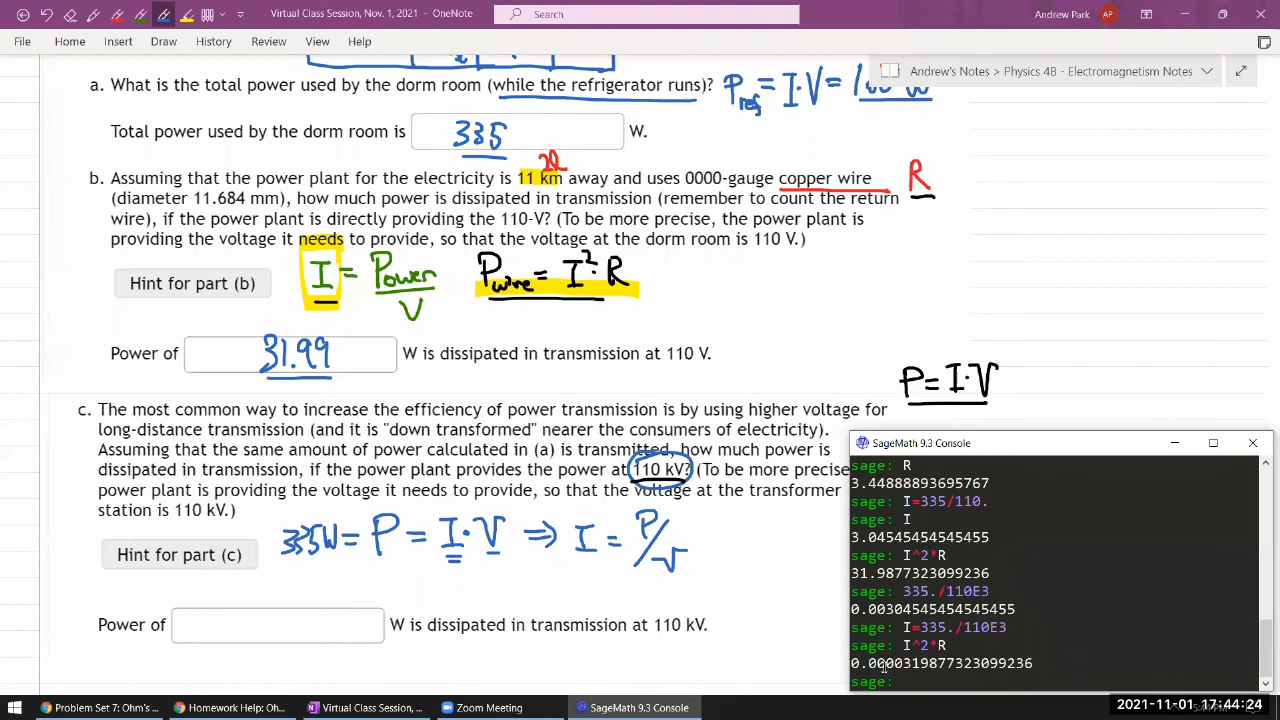 Virtual Class Session, Nov. 1, 2021 - OneNote
Search
Andrew Park
AP
File
Home
Insert
Draw
History
Review
View
Help
Andrew's Notes > Physics 4B - Electromagnetism Notes
a. What is the total power used by the dorm room (while the refrigerator runs)?
P ref = I·V =
Total power used by the dorm room is
335
W.
b. Assuming that the power plant for the electricity is 11 km away and uses 0000-gauge copper wire
R
(diameter 11.684 mm), how much power is dissipated in transmission (remember to count the return
wire), if the power plant is directly providing the 110-V? (To be more precise, the power plant is
providing the voltage it needs to provide, so that the voltage at the dorm room is 110 V.)
Hint for part (b)
I = Power / V
P wire = I²·R
Power of
31.99
W is dissipated in transmission at 110 V.
P = I·V
c. The most common way to increase the efficiency of power transmission is by using higher voltage for
long-distance transmission (and it is "down transformed" nearer the consumers of electricity).
Assuming that the same amount of power calculated in (a) is transmitted, how much power is
dissipated in transmission, if the power plant provides the power at 110 kV? (To be more precise
power plant is providing the voltage it needs to provide, so that the voltage at the transformer
station is 110 kV.)
335W = P = I·V ⇒ I = P/V
Hint for part (c)
Power of
W is dissipated in transmission at 110 kV.
SageMath 9.3 Console
sage: R
3.44888893695767
sage: I=335/110.
sage: I
3.04545454545455
sage: I^2*R
31.9877323099236
sage: 335./110E3
0.00304545454545455
sage: I=335./110E3
sage: I^2*R
0.0000319877323099236
sage:
Problem Set 7: Ohm's...
Homework Help: Oh...
Virtual Class Session,...
Zoom Meeting
SageMath 9.3 Console
2021-11-01 17:44:24